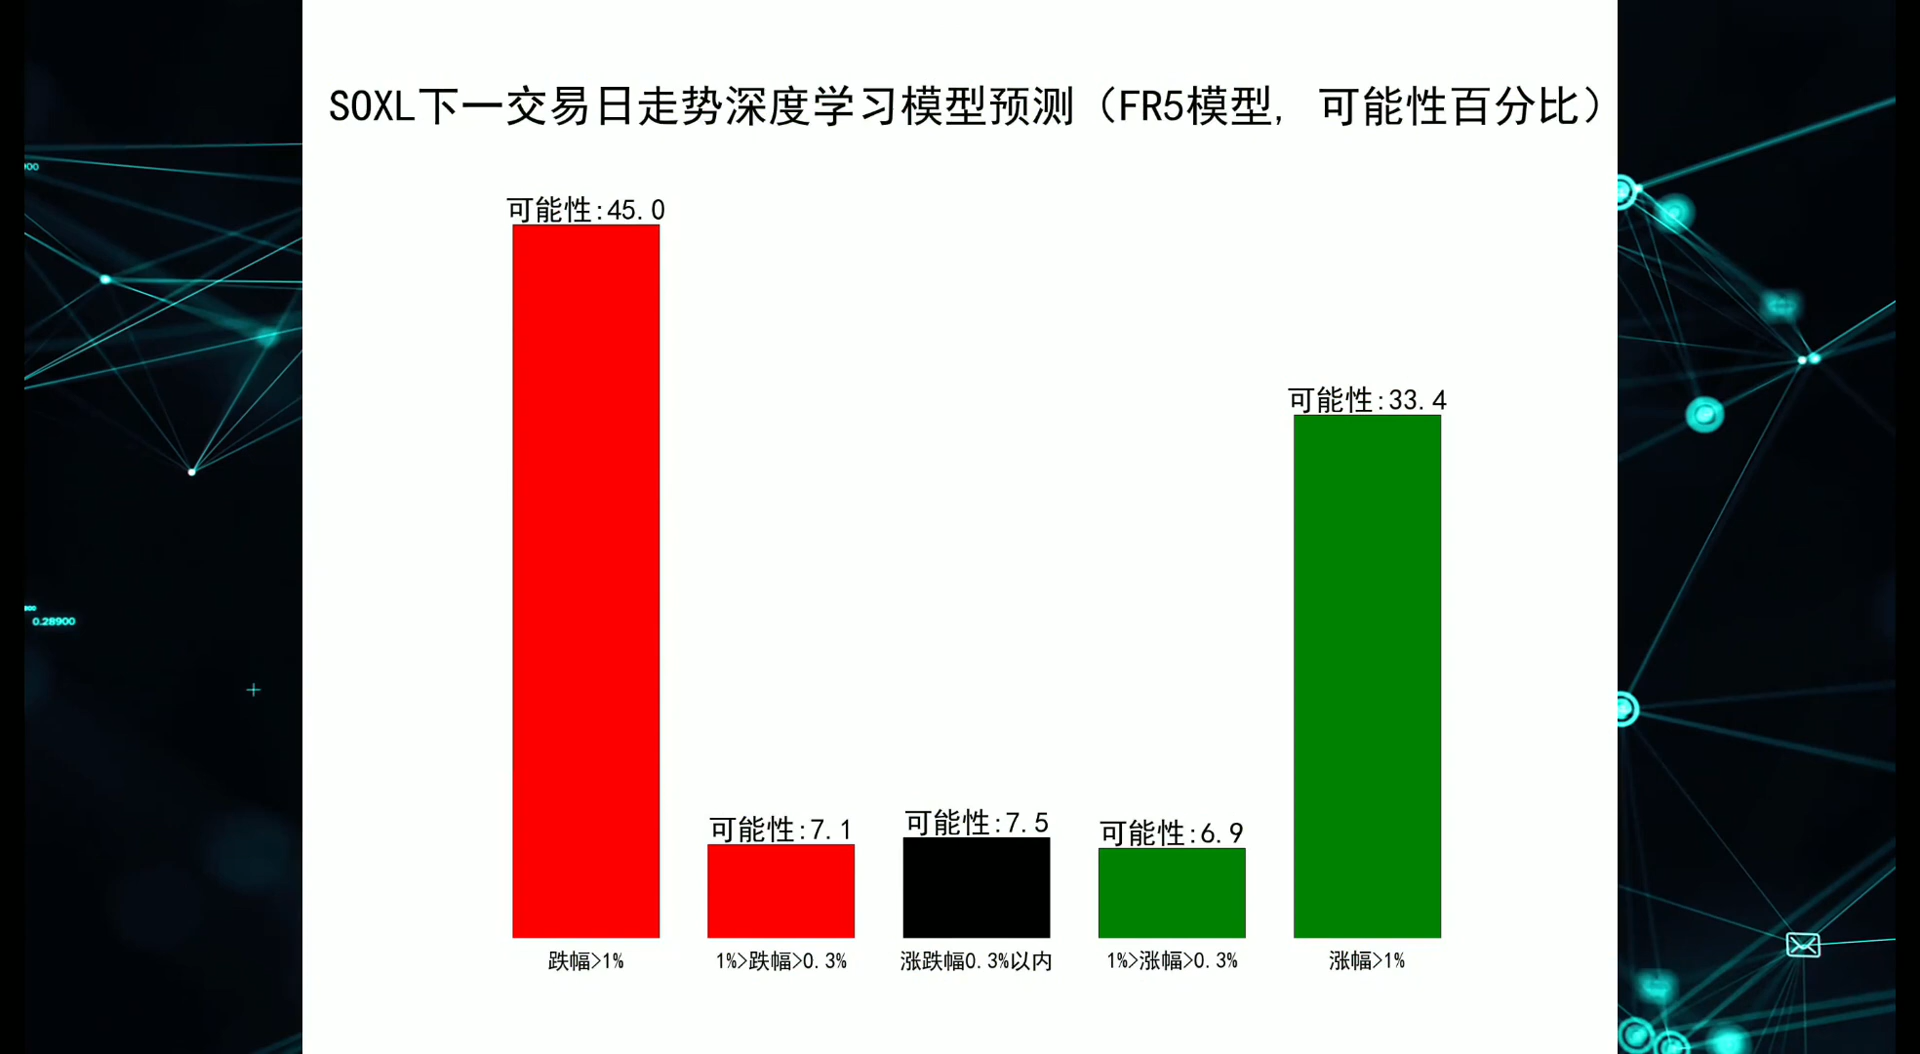 SOXL下一交易日走势深度学习模型预测（FR5模型, 可能性百分比）
可能性:45.0
可能性:33.4
可能性:7.1
可能性:7.5
可能性:6.9
跌幅>1%
1%>跌幅>0.3%
涨跌幅0.3%以内
1%>涨幅>0.3%
涨幅>1%
0.28900